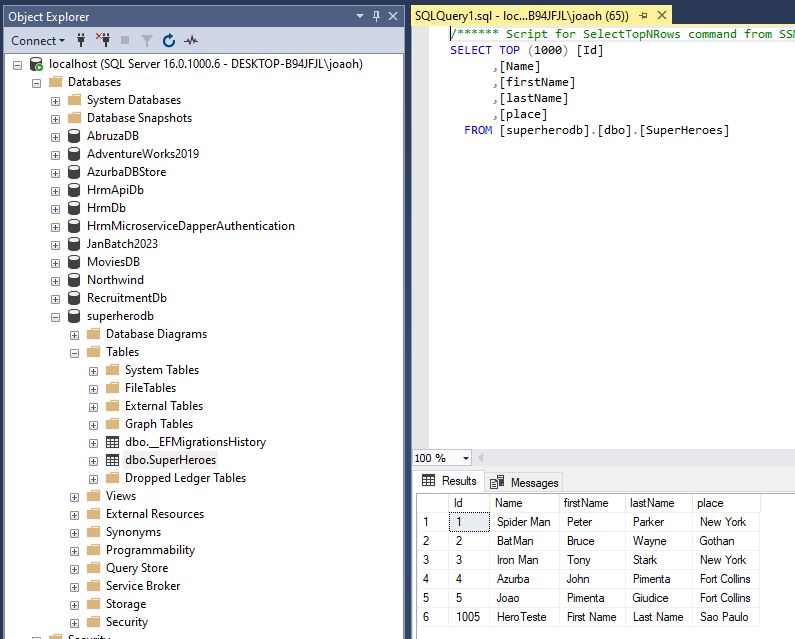 Object Explorer
Connect
localhost (SQL Server 16.0.1000.6 - DESKTOP-B94JFJL\joaoh)
Databases
System Databases
Database Snapshots
AbruzaDB
AdventureWorks2019
AzurbaDBStore
HrmApiDb
HrmDb
HrmMicroserviceDapperAuthentication
JanBatch2023
MoviesDB
Northwind
RecruitmentDb
superherodb
Database Diagrams
Tables
System Tables
FileTables
External Tables
Graph Tables
dbo.__EFMigrationsHistory
dbo.SuperHeroes
Dropped Ledger Tables
Views
External Resources
Synonyms
Programmability
Query Store
Service Broker
Storage
Security
Security
SQLQuery1.sql - loc...B94JFJL\joaoh (65))
/****** Script for SelectTopNRows command from SSM
SELECT TOP (1000) [Id]
,[Name]
,[firstName]
,[lastName]
,[place]
FROM [superherodb].[dbo].[SuperHeroes]
100 %
Results Messages
Id Name firstName lastName place
1 1 Spider Man Peter Parker New York
2 2 BatMan Bruce Wayne Gothan
3 3 Iron Man Tony Stark New York
4 4 Azurba John Pimenta Fort Collins
5 5 Joao Pimenta Giudice Fort Collins
6 1005 HeroTeste First Name Last Name Sao Paulo